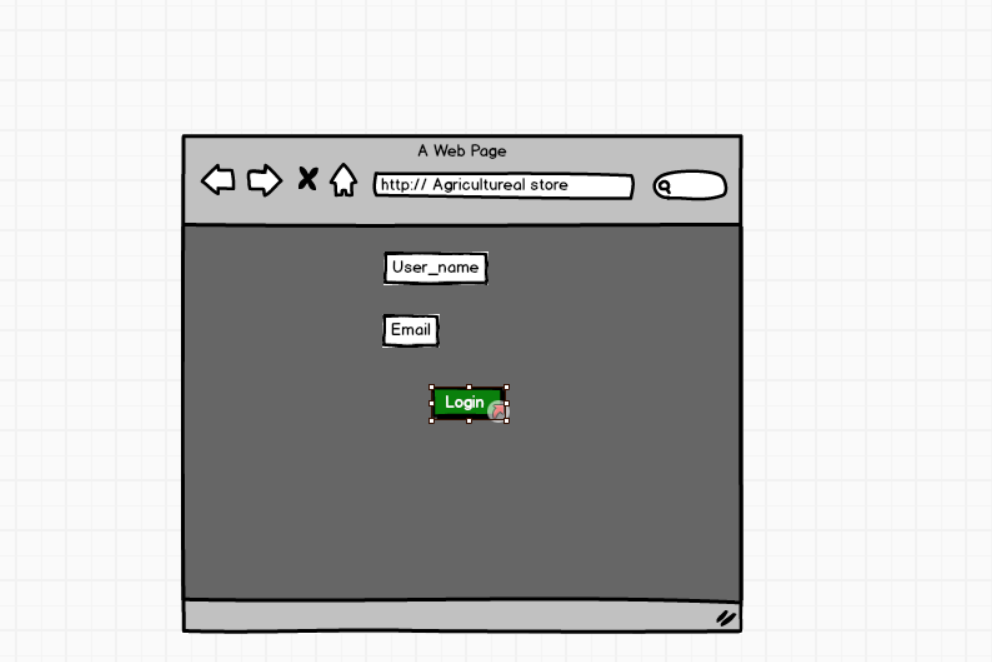 A Web Page
http:// Agricultureal store
User_name
Email
Login